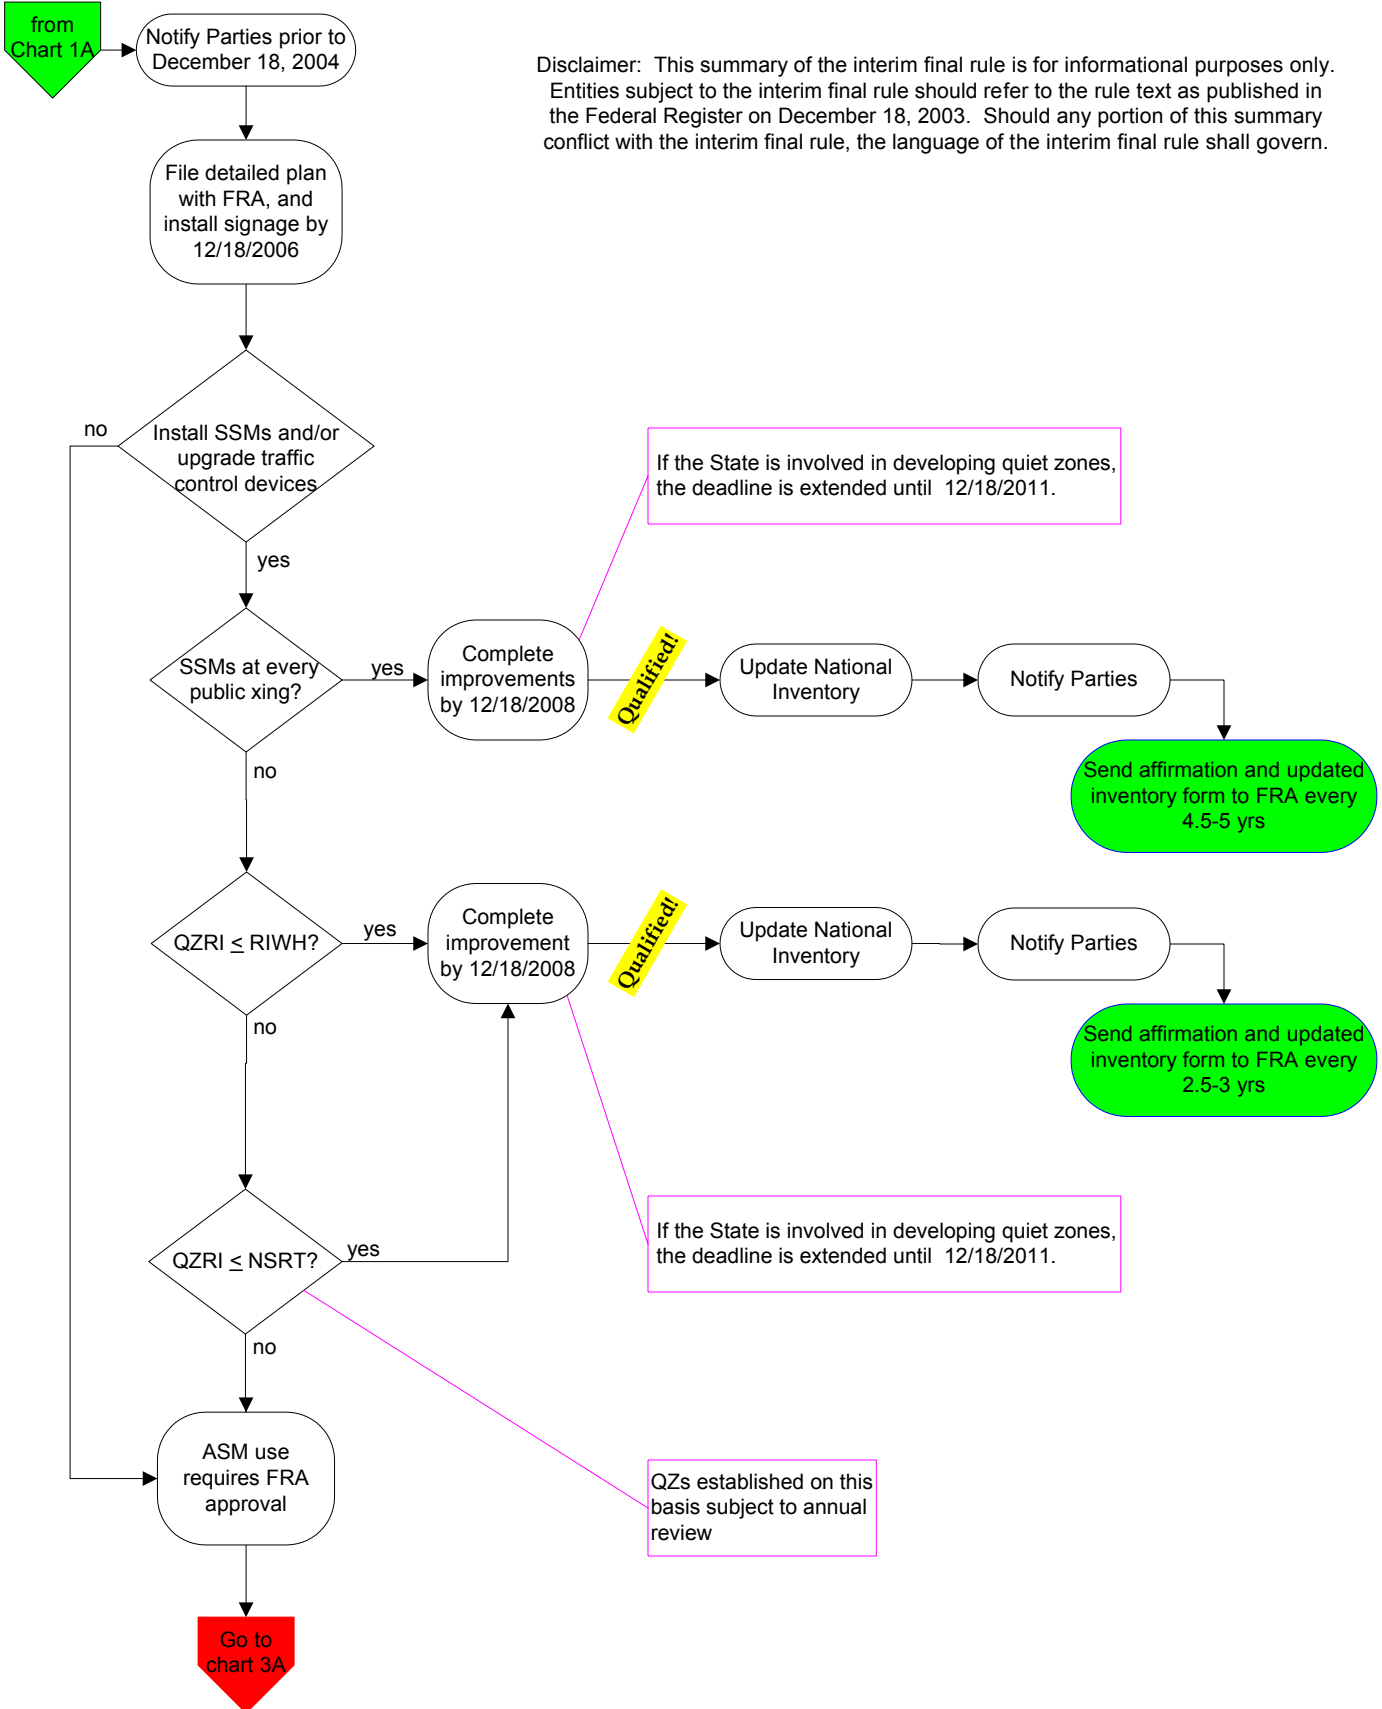 from
Chart 1A
Notify Parties prior to
December 18, 2004
Disclaimer:  This summary of the interim final rule is for informational purposes only.
Entities subject to the interim final rule should refer to the rule text as published in
the Federal Register on December 18, 2003.  Should any portion of this summary
conflict with the interim final rule, the language of the interim final rule shall govern.
File detailed plan
with FRA, and
install signage by
12/18/2006
no
Install SSMs and/or
upgrade traffic
control devices
yes
If the State is involved in developing quiet zones,
the deadline is extended until  12/18/2011.
SSMs at every
public xing?
yes
Complete
improvements
by 12/18/2008
Qualified!
Update National
Inventory
Notify Parties
Send affirmation and updated
inventory form to FRA every
4.5-5 yrs
no
QZRI ≤ RIWH?
yes
Complete
improvement
by 12/18/2008
Qualified!
Update National
Inventory
Notify Parties
Send affirmation and updated
inventory form to FRA every
2.5-3 yrs
no
If the State is involved in developing quiet zones,
the deadline is extended until  12/18/2011.
QZRI ≤ NSRT?
yes
no
ASM use
requires FRA
approval
QZs established on this
basis subject to annual
review
Go to
chart 3A